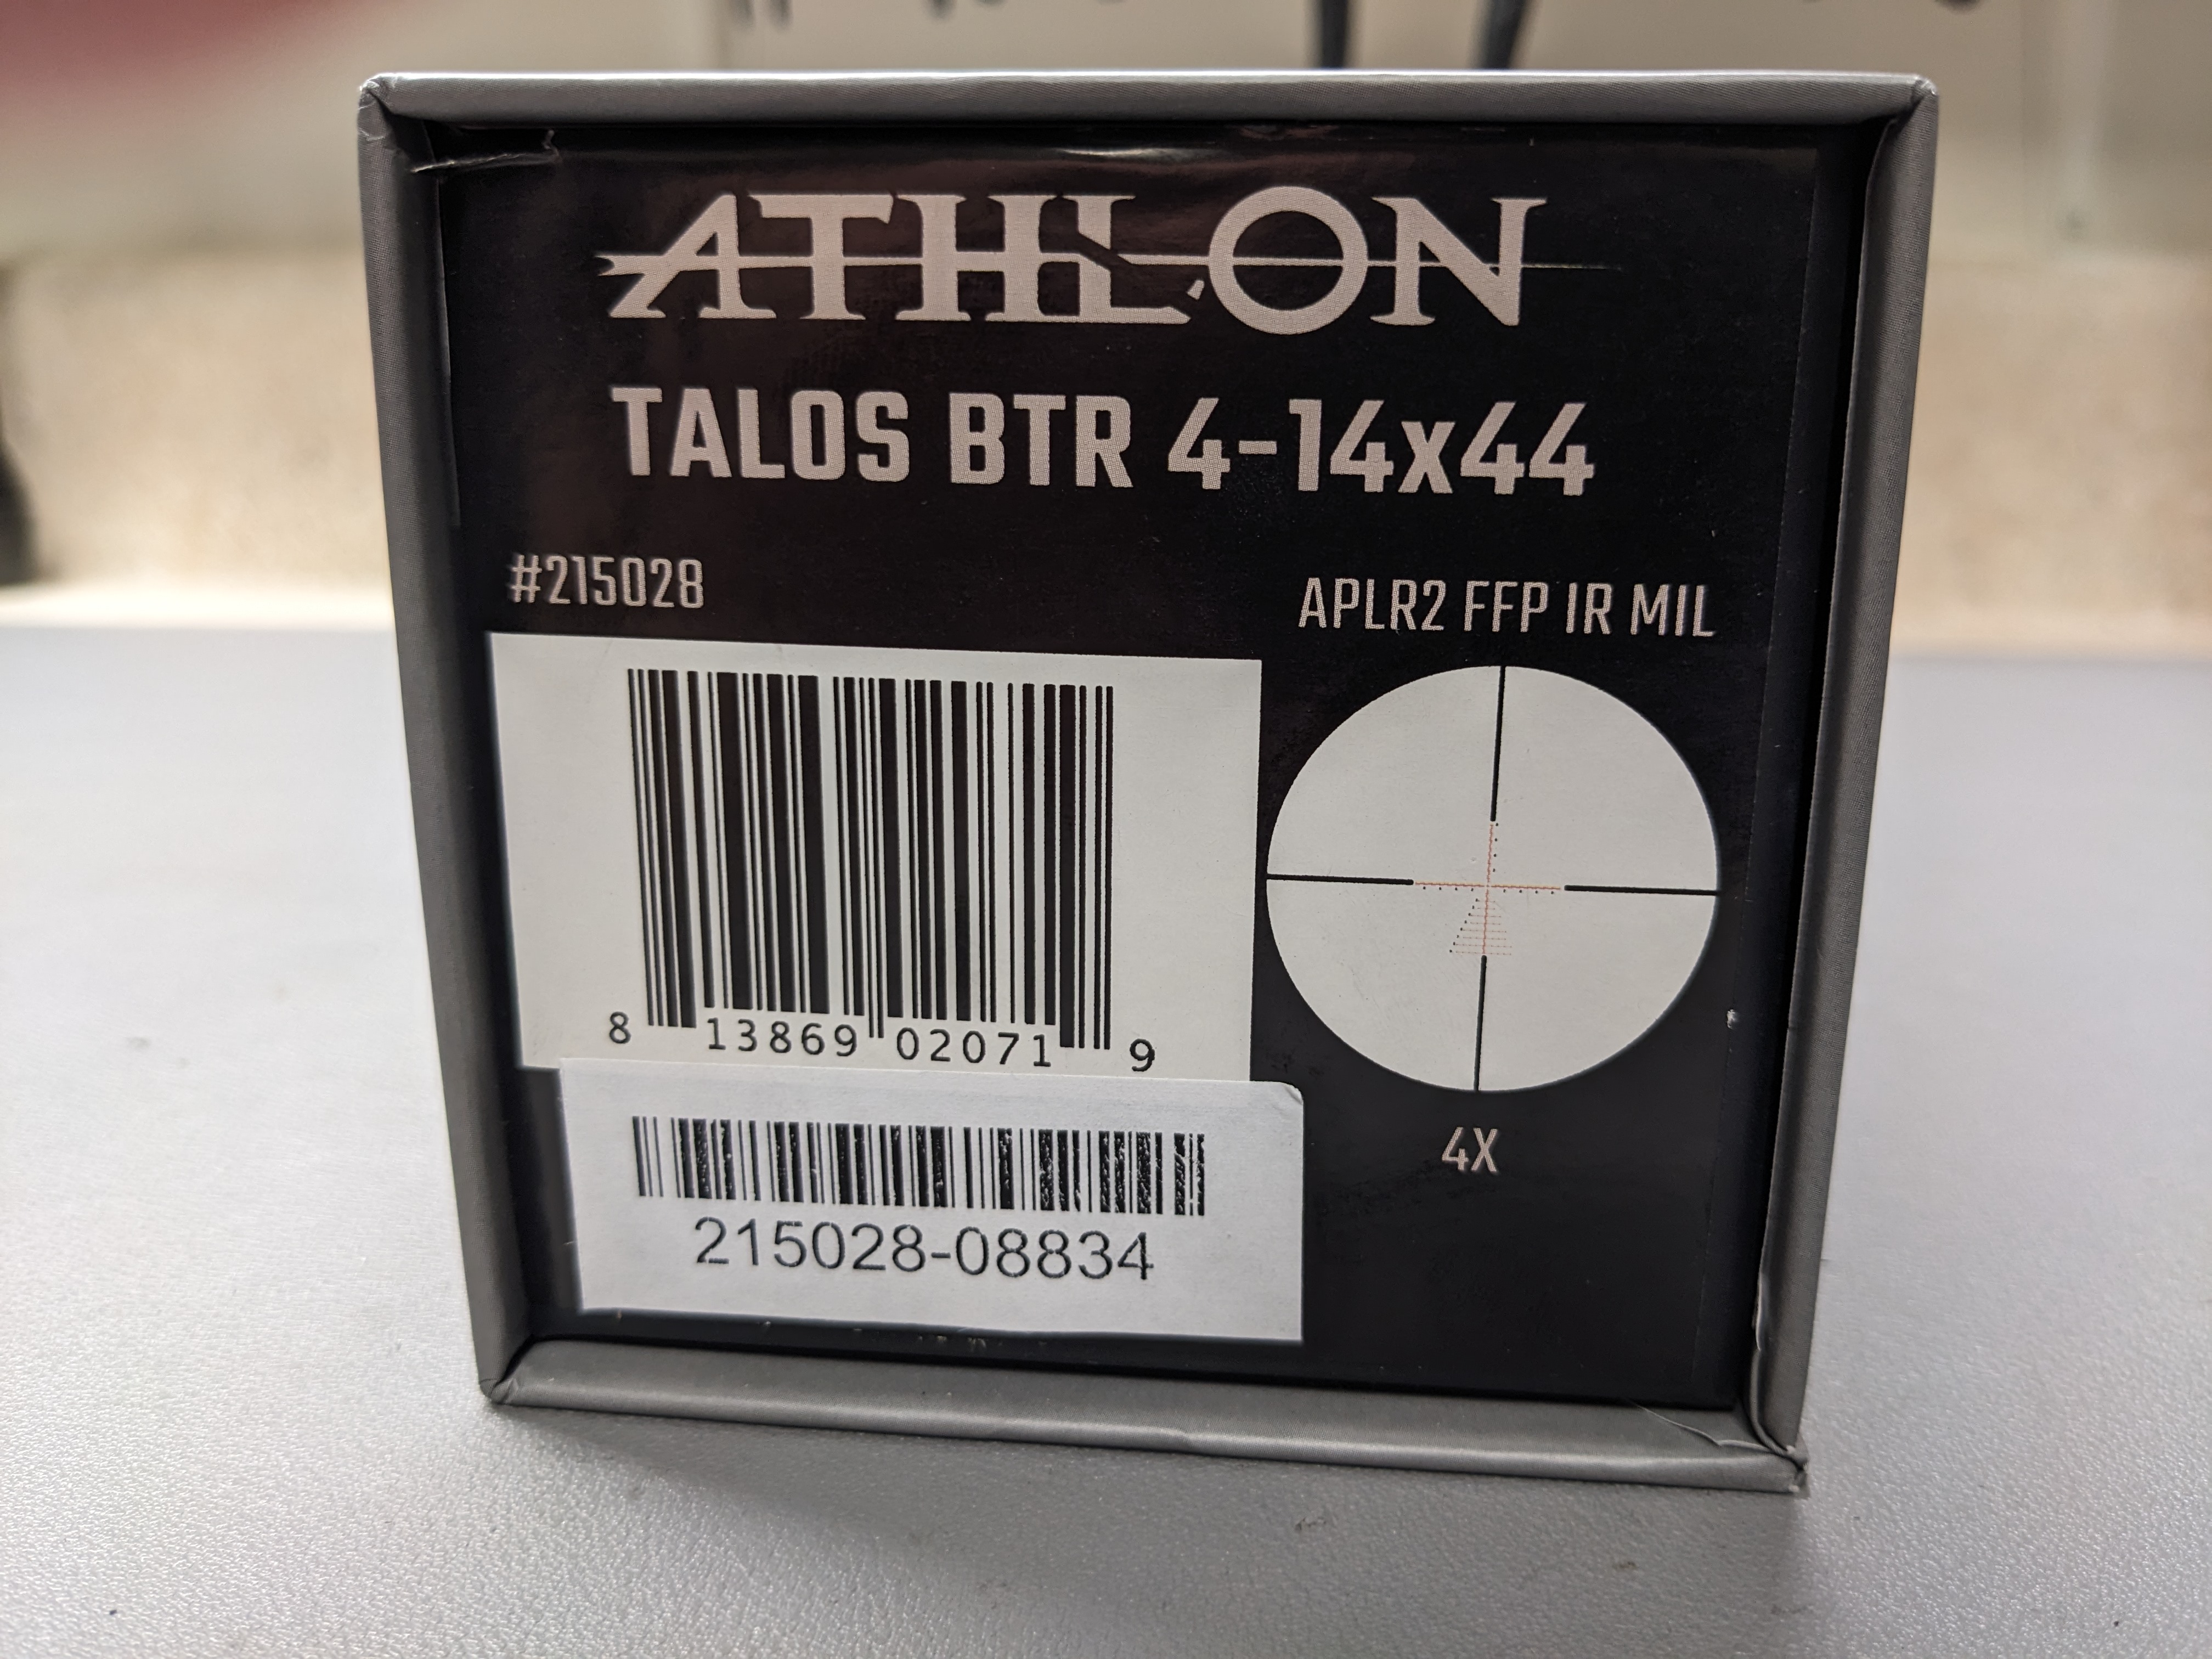 ATHLON
TALOS BTR 4-14x44
#215028
APLR2 FFP IR MIL
8 13869 02071 9
4X
215028-08834